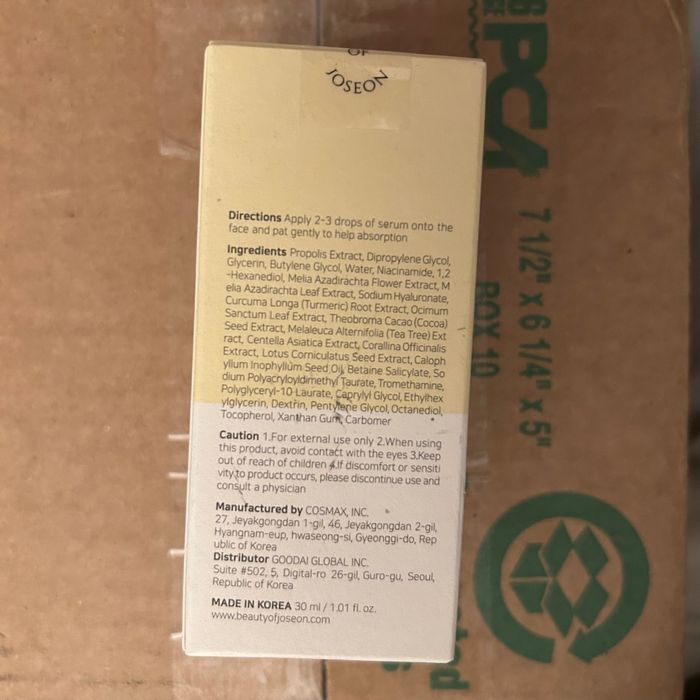 OF
JOSEON
Directions Apply 2-3 drops of serum onto the
face and pat gently to help absorption
Ingredients Propolis Extract, Dipropylene Glycol,
Glycerin, Butylene Glycol, Water, Niacinamide, 1,2
-Hexanediol, Melia Azadirachta Flower Extract, M
elia Azadirachta Leaf Extract, Sodium Hyaluronate,
Curcuma Longa (Turmeric) Root Extract, Ocimum
Sanctum Leaf Extract, Theobroma Cacao (Cocoa)
Seed Extract, Melaleuca Alternifolia (Tea Tree) Ext
ract, Centella Asiatica Extract, Corallina Officinalis
Extract, Lotus Corniculatus Seed Extract, Caloph
yllum Inophyllum Seed Oil, Betaine Salicylate, So
dium Polyacryloyldimethyl Taurate, Tromethamine,
Polyglyceryl-10 Laurate, Caprylyl Glycol, Ethylhex
ylglycerin, Dextrin, Pentylene Glycol, Octanediol,
Tocopherol, Xanthan Gum, Carbomer
Caution 1.For external use only 2.When using
this product, avoid contact with the eyes 3.Keep
out of reach of children 4.If discomfort or sensiti
vity to product occurs, please discontinue use and
consult a physician
Manufactured by COSMAX, INC.
27, Jeyakgongdan 1-gil, 46, Jeyakgongdan 2-gil,
Hyangnam-eup, hwaseong-si, Gyeonggi-do, Rep
ublic of Korea
Distributor GOODAI GLOBAL INC.
Suite #502, 5, Digital-ro 26-gil, Guro-gu, Seoul,
Republic of Korea
MADE IN KOREA 30 ml / 1.01 fl. oz.
www.beautyofjoseon.com
PCA
7 1/2" x 6 1/4" x 5"
BOX 10